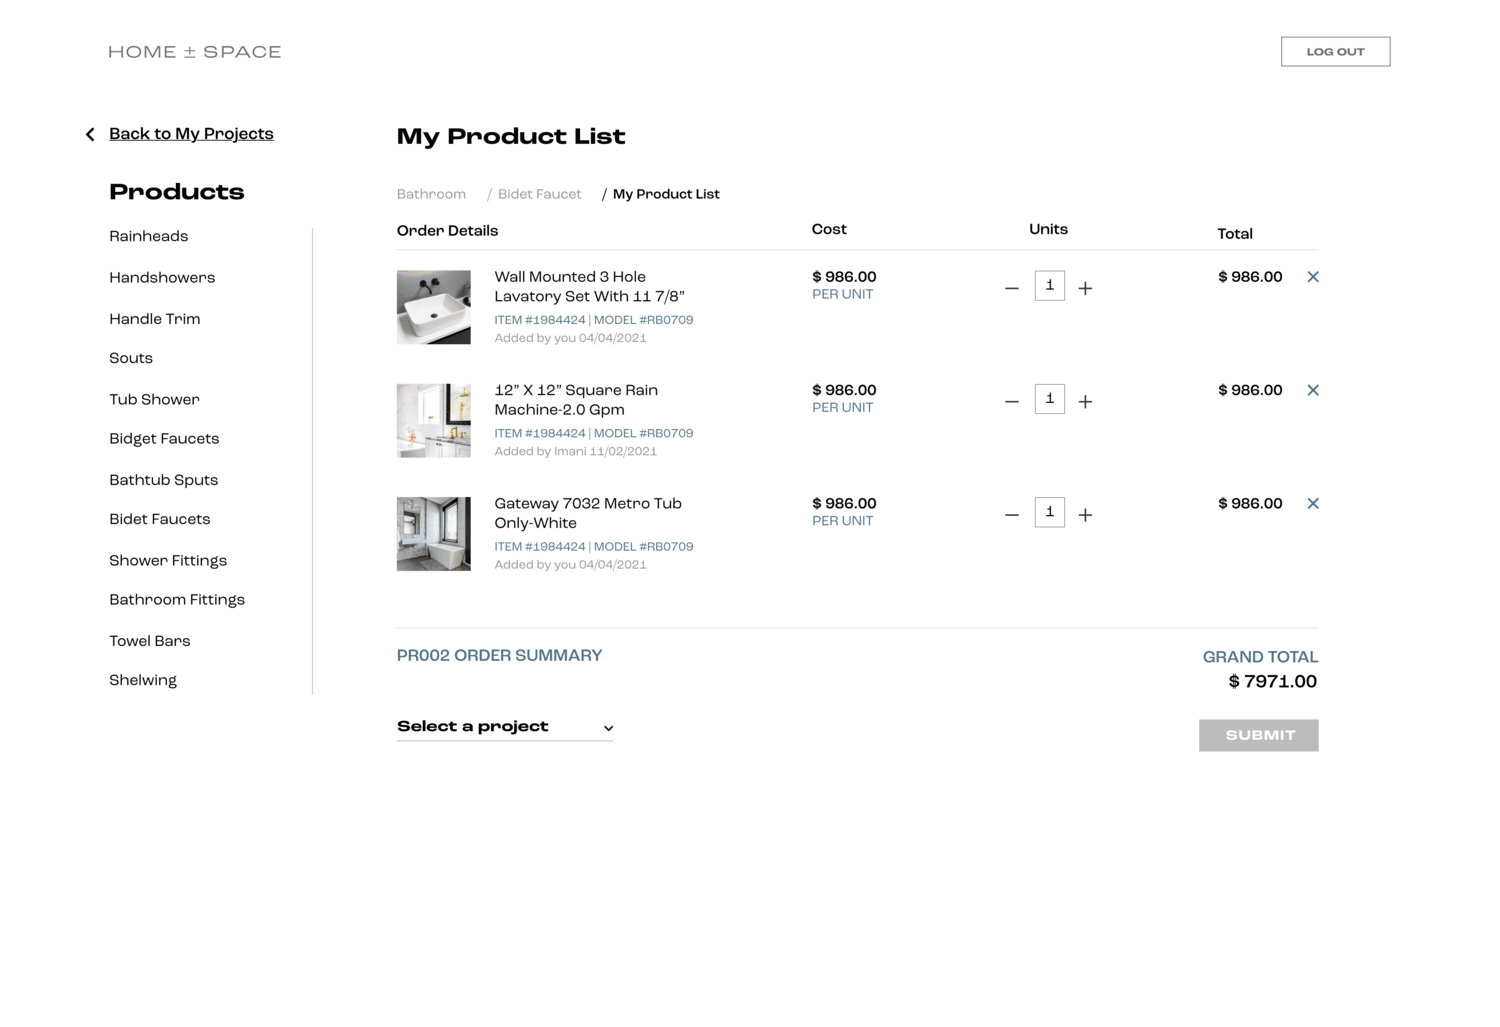 HOME ± SPACE
LOG OUT
Back to My Projects
My Product List
Products
Bathroom / Bidet Faucet / My Product List
Rainheads
Handshowers
Handle Trim
Souts
Tub Shower
Bidget Faucets
Bathtub Sputs
Bidet Faucets
Shower Fittings
Bathroom Fittings
Towel Bars
Shelwing
Order Details Cost Units Total
Wall Mounted 3 Hole
Lavatory Set With 11 7/8”
ITEM #1984424 | MODEL #RB0709
Added by you 04/04/2021
$ 986.00
PER UNIT
1
$ 986.00
12” X 12” Square Rain
Machine-2.0 Gpm
ITEM #1984424 | MODEL #RB0709
Added by Imani 11/02/2021
$ 986.00
PER UNIT
1
$ 986.00
Gateway 7032 Metro Tub
Only-White
ITEM #1984424 | MODEL #RB0709
Added by you 04/04/2021
$ 986.00
PER UNIT
1
$ 986.00
PR002 ORDER SUMMARY
GRAND TOTAL
$ 7971.00
Select a project
SUBMIT